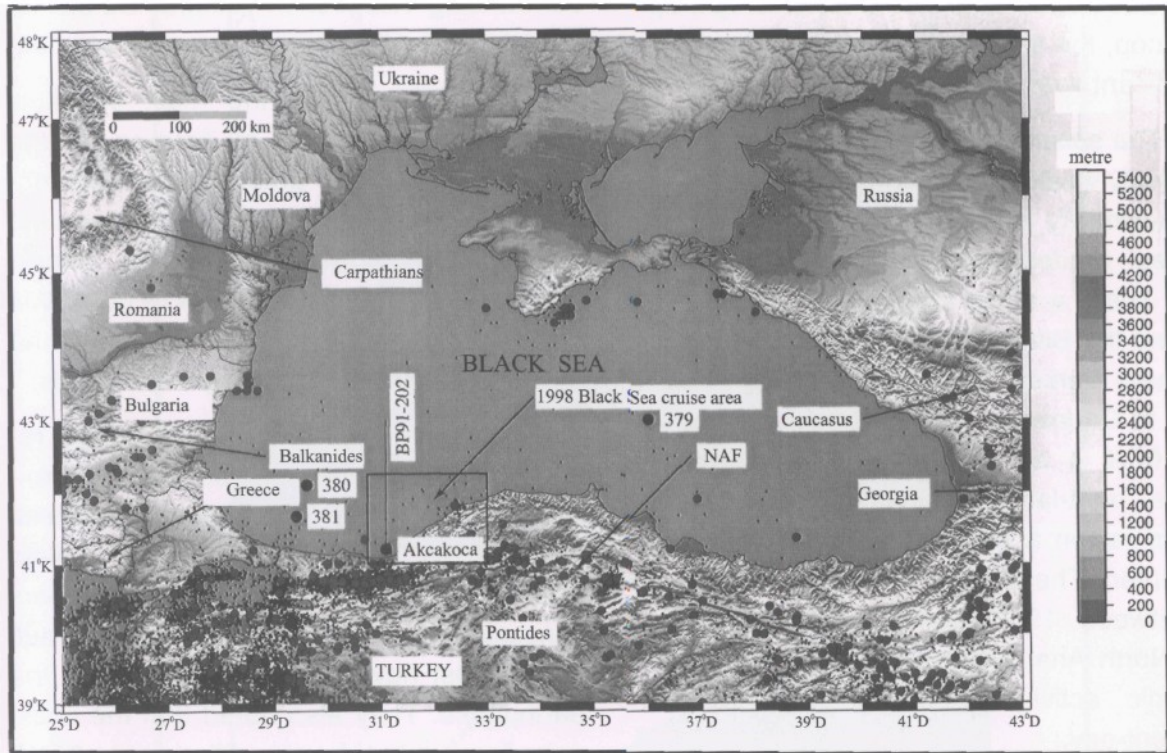 48°K
Ukraine
0 100 200 km
47°K
metre
5400
5200
5000
4800
4600
4400
4200
4000
3800
3600
3400
3200
3000
2800
2600
2400
2200
2000
1800
1600
1400
1200
1000
800
600
400
200
0
Moldova
Russia
Carpathians
45°K
Romania
BLACK SEA
BP91-202
1998 Black Sea cruise area
Bulgaria
43°K
379
Caucasus
Balkanides
NAF
Greece
380
Georgia
381
Akcakoca
41°K
Pontides
TURKEY
39°K
25°D 27°D 29°D 31°D 33°D 35°D 37°D 39°D 41°D 43°D